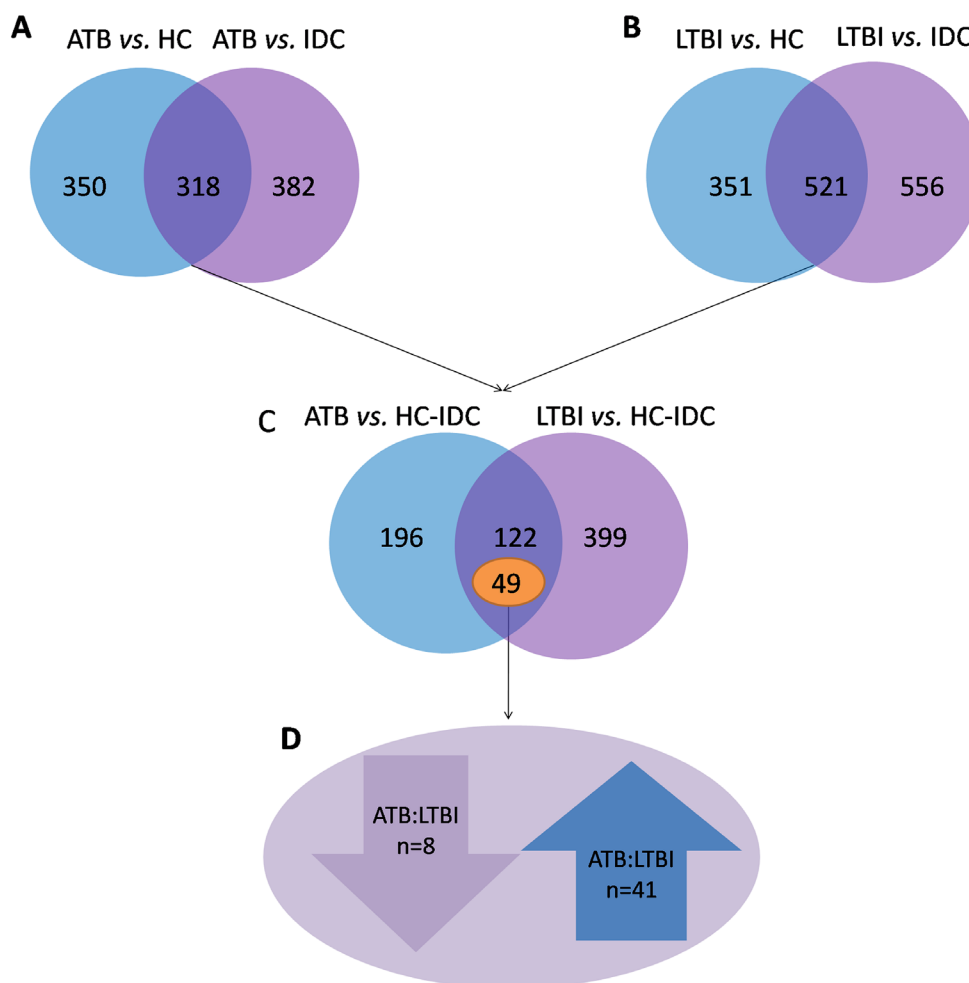 A
ATB vs. HC ATB vs. IDC
350 318 382
B
LTBI vs. HC LTBI vs. IDC
351 521 556
C
ATB vs. HC-IDC LTBI vs. HC-IDC
196 122 399
49
D
ATB:LTBI
n=8
ATB:LTBI
n=41